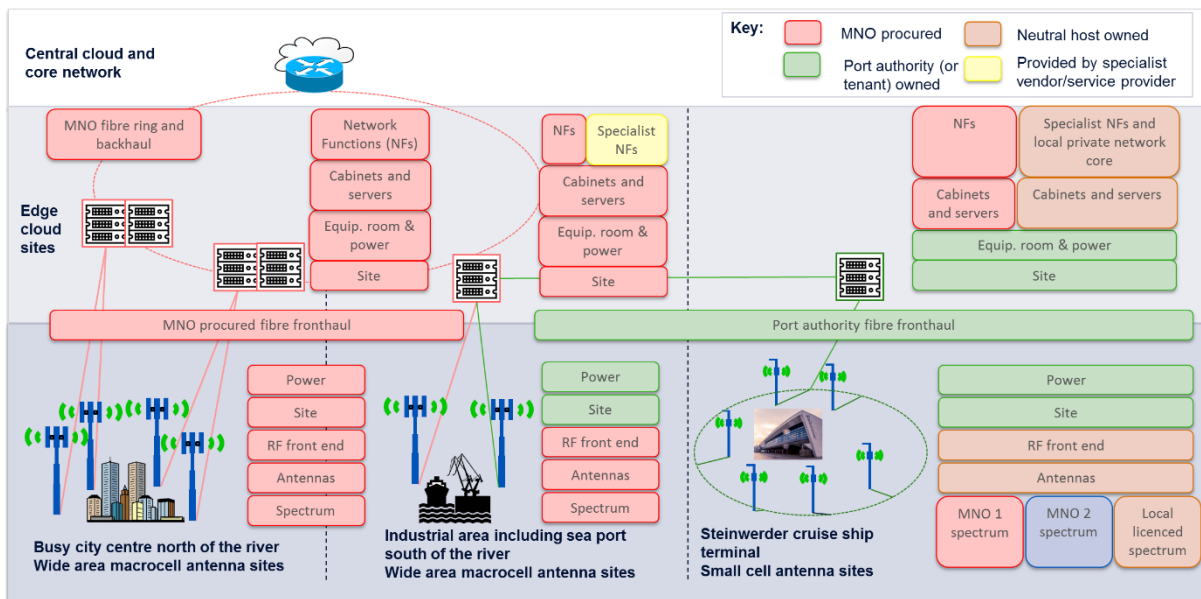 Central cloud and
core network
Key:
MNO procured
Neutral host owned
Port authority (or
tenant) owned
Provided by specialist
vendor/service provider
MNO fibre ring and
backhaul
Network
Functions (NFs)
Cabinets and
servers
Equip. room &
power
Site
NFs
Specialist
NFs
Cabinets and
servers
Equip. room &
power
Site
NFs
Specialist NFs and
local private network
core
Cabinets
and servers
Cabinets and servers
Equip. room & power
Site
Edge
cloud
sites
MNO procured fibre fronthaul
Port authority fibre fronthaul
Power
Site
RF front end
Antennas
Spectrum
Power
Site
RF front end
Antennas
Spectrum
Power
Site
RF front end
Antennas
MNO 1
spectrum
MNO 2
spectrum
Local
licenced
spectrum
Busy city centre north of the river
Wide area macrocell antenna sites
Industrial area including sea port
south of the river
Wide area macrocell antenna sites
Steinwerder cruise ship
terminal
Small cell antenna sites